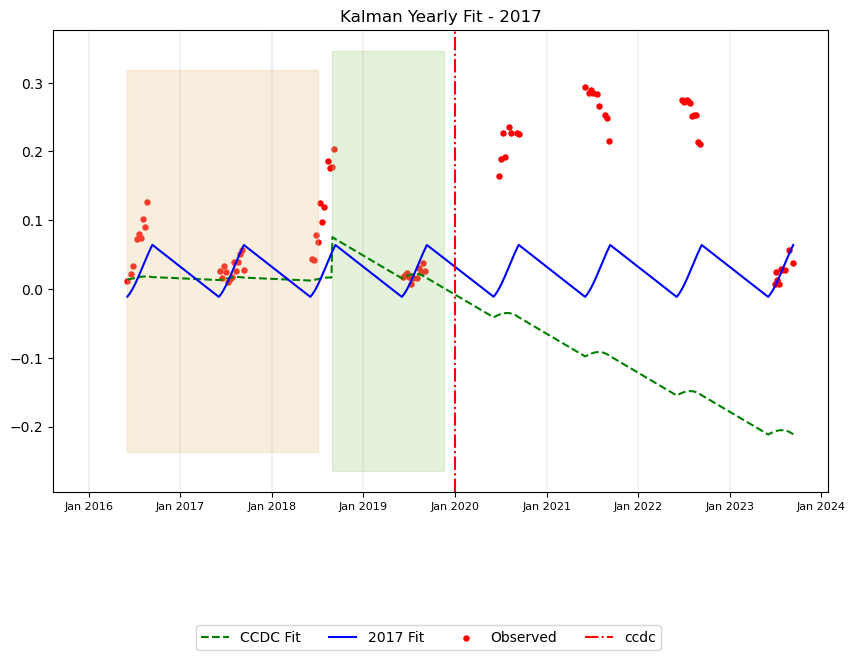 Kalman Yearly Fit - 2017
0.3
0.2
0.1
0.0
−0.1
−0.2
Jan 2016 Jan 2017 Jan 2018 Jan 2019 Jan 2020 Jan 2021 Jan 2022 Jan 2023 Jan 2024
CCDC Fit 2017 Fit Observed ccdc